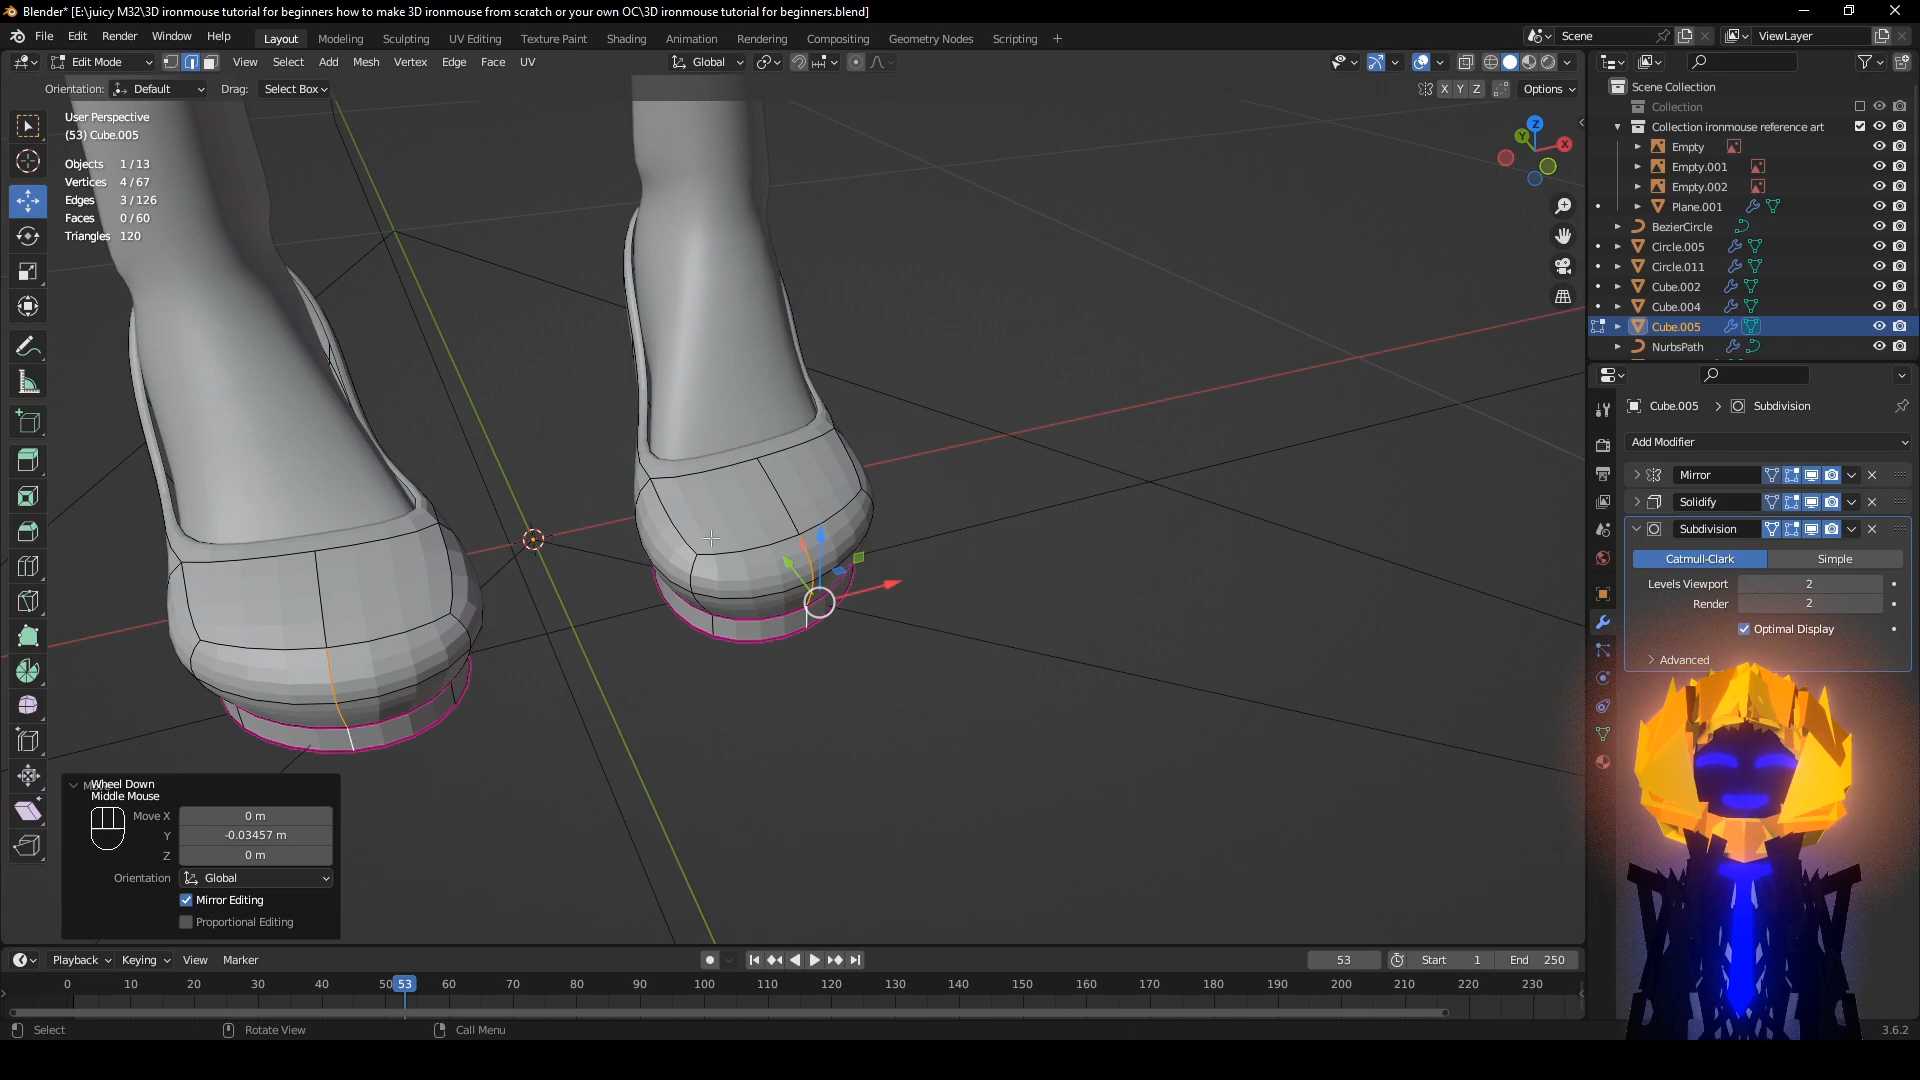 Blender* [E:\juicy M32\3D ironmouse tutorial for beginners how to make 3D ironmouse from scratch or your own OC\3D ironmouse tutorial for beginners.blend]
File Edit Render Window Help Layout Modeling Sculpting UV Editing Texture Paint Shading Animation Rendering Compositing Geometry Nodes Scripting + Scene ViewLayer
Edit Mode View Select Add Mesh Vertex Edge Face UV Global
Orientation: Default Drag: Select Box X Y Z Options
User Perspective
(53) Cube.005
Objects 1/13
Vertices 4/67
Edges 3/126
Faces 0/60
Triangles 120
Z
Y
X
Scene Collection
Collection
Collection ironmouse reference art
Empty
Empty.001
Empty.002
Plane.001
BezierCircle
Circle.005
Circle.011
Cube.002
Cube.004
Cube.005
NurbsPath
Cube.005 > Subdivision
Add Modifier
Mirror
Solidify
Subdivision
Catmull-Clark Simple
Levels Viewport 2
Render 2
Optimal Display
Advanced
Wheel Down
Middle Mouse
Move X 0 m
Y -0.03457 m
Z 0 m
Orientation Global
Mirror Editing
Proportional Editing
Playback Keying View Marker 53 Start 1 End 250
0 10 20 30 40 50 53 60 70 80 90 100 110 120 130 140 150 160 170 180 190 200 210 220 230
Select Rotate View Call Menu 3.6.2